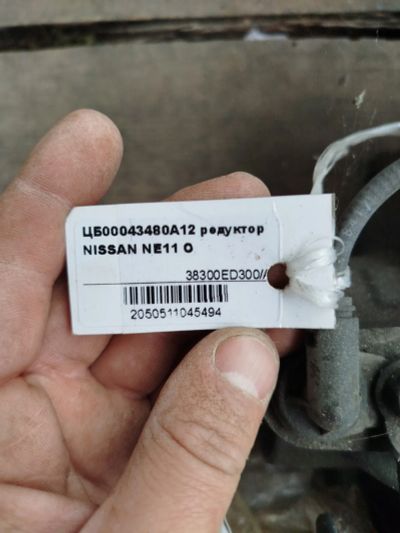 ЦБ00043480А12 редуктор
NISSAN NE11 O
38300ED300//
2050511045494